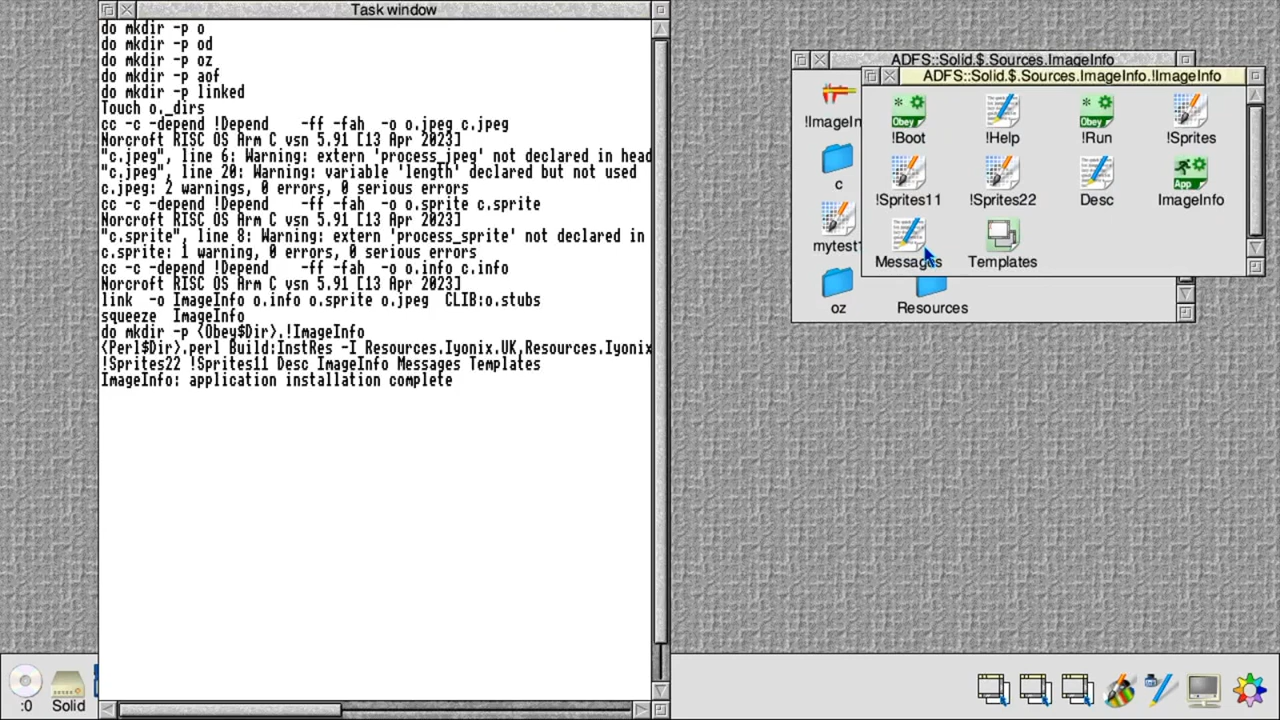 Task window
do mkdir -p o
do mkdir -p od
do mkdir -p oz
do mkdir -p aof
do mkdir -p linked
Touch o._dirs
cc -c -depend !Depend -ff -fah -o o.jpeg c.jpeg
Norcroft RISC OS Arm C vsn 5.91 [13 Apr 2023]
"c.jpeg", line 6: Warning: extern 'process_jpeg' not declared in head
"c.jpeg", line 20: Warning: variable 'length' declared but not used
c.jpeg: 2 warnings, 0 errors, 0 serious errors
cc -c -depend !Depend -ff -fah -o o.sprite c.sprite
Norcroft RISC OS Arm C vsn 5.91 [13 Apr 2023]
"c.sprite", line 8: Warning: extern 'process_sprite' not declared in
c.sprite: 1 warning, 0 errors, 0 serious errors
cc -c -depend !Depend -ff -fah -o o.info c.info
Norcroft RISC OS Arm C vsn 5.91 [13 Apr 2023]
link -o ImageInfo o.info o.sprite o.jpeg CLIB:o.stubs
squeeze ImageInfo
do mkdir -p {Obey$Dir}.!ImageInfo
{Perl$Dir}.perl Build:InstRes -I Resources.Iyonix.UK,Resources.Iyonix
!Sprites22 !Sprites11 Desc ImageInfo Messages Templates
ImageInfo: application installation complete
ADFS::Solid.$.Sources.ImageInfo
ADFS::Solid.$.Sources.ImageInfo.!ImageInfo
!ImageIn
c
mytest
oz
Resources
Obey
!Boot
!Help
Obey
!Run
!Sprites
!Sprites11
!Sprites22
Desc
App
ImageInfo
Messages
Templates
:0
Solid